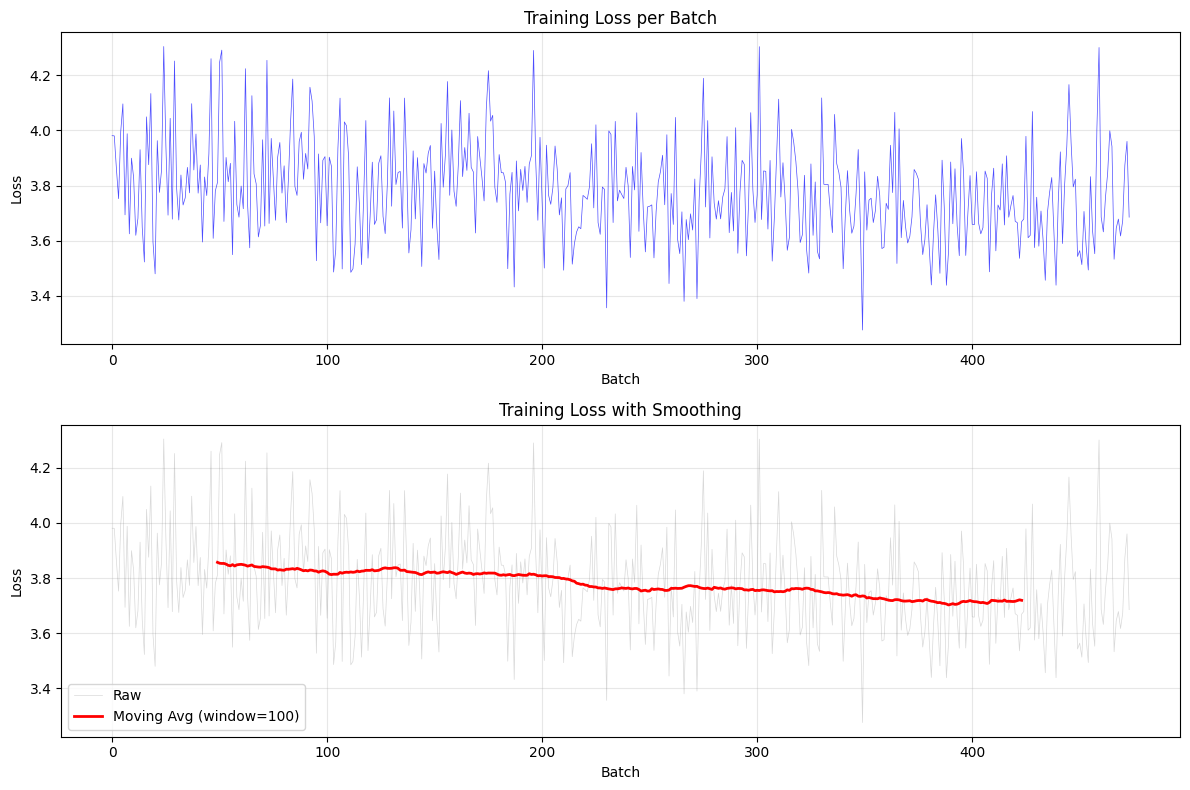 Training Loss per Batch
4.2
4.0
3.8
3.6
3.4
Loss
0 100 200 300 400
Batch
Training Loss with Smoothing
4.2
4.0
3.8
3.6
3.4
Loss
Raw
Moving Avg (window=100)
0 100 200 300 400
Batch